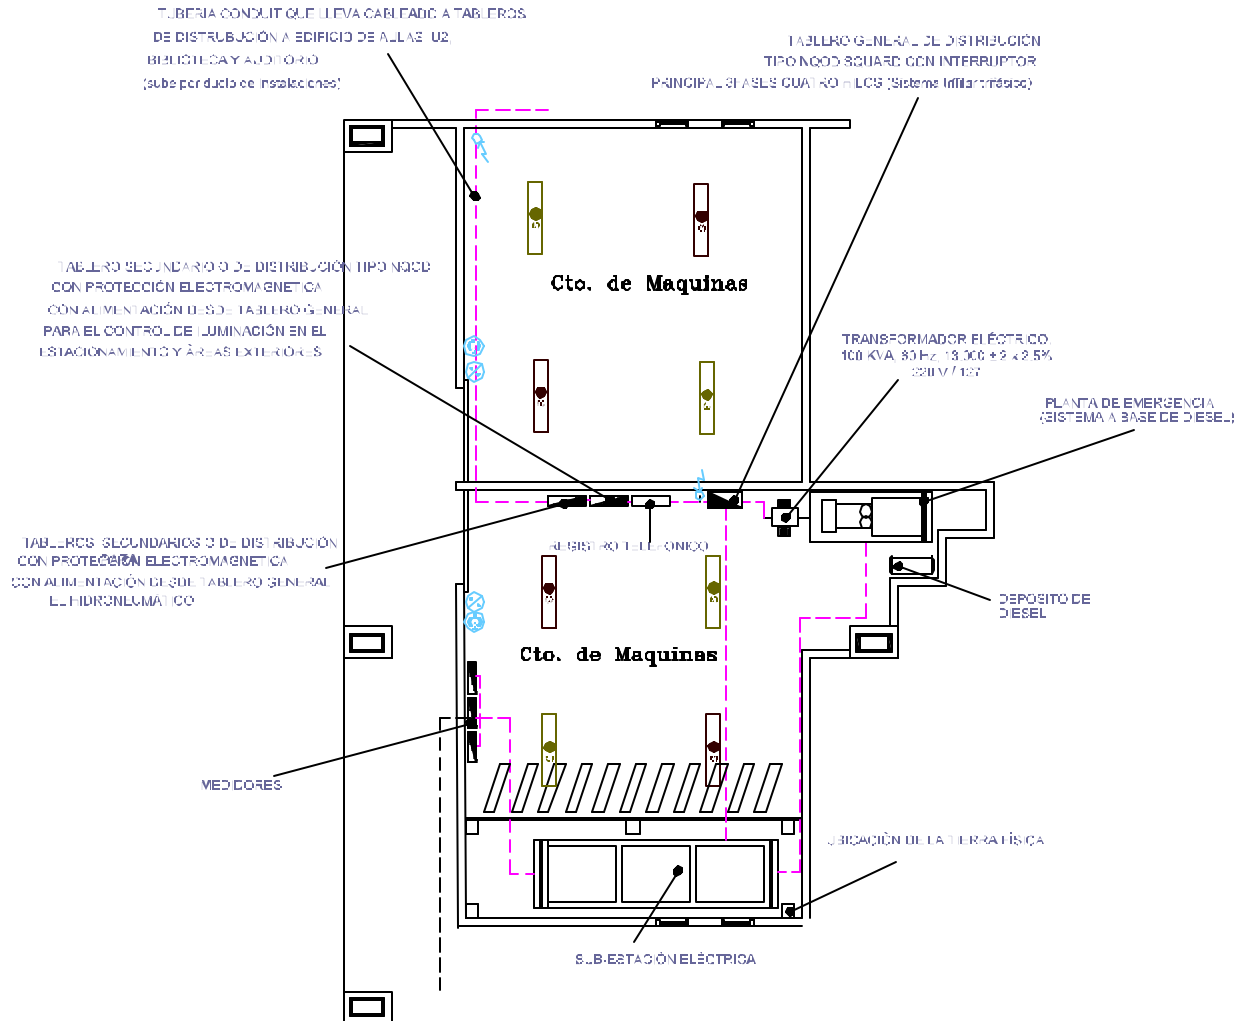 TUBERIA CONDUIT QUE LLEVA CABLEADO A TABLEROS
DE DISTRUBUCIÓN A EDIFICIO DE AULAS U2,
BIBLIOTECA Y AUDITORIO
(sube por ducto de instalaciones)
TABLERO GENERAL DE DISTRIBUCIÓN
TIPO NQOD SQUARD CON INTERRUPTOR
PRINCIPAL 3FASES CUATRO HILOS (Sistema trifásico)
TABLERO SECUNDARIO O DE DISTRIBUCIÓN TIPO NQOD
CON PROTECCIÓN ELECTROMAGNETICA
CON ALIMENTACIÓN DESDE TABLERO GENERAL
PARA EL CONTROL DE ILUMINACIÓN EN EL
ESTACIONAMIENTO Y ÀREAS EXTERIORES
Cto. de Maquinas
TRANSFORMADOR ELÉCTRICO,
100 KVA, 60 Hz, 13,000 ± 2 x 2.5%
220 V / 127
PLANTA DE EMERGENCIA
(SISTEMA A BASE DE DIESEL)
TABLEROS SECUNDARIOS O DE DISTRIBUCIÓN
CON PROTECCIÓN ELECTROMAGNETICA
CON ALIMENTACIÓN DESDE TABLERO GENERAL
EL HIDRONEUMATICO
REGISTRO TELEFONICO
DEPOSITO DE
DIESEL
Cto. de Maquinas
MEDIDORES
UBICACIÓN DE LA TIERRA FÍSICA
SUB-ESTACIÓN ELÉCTRICA